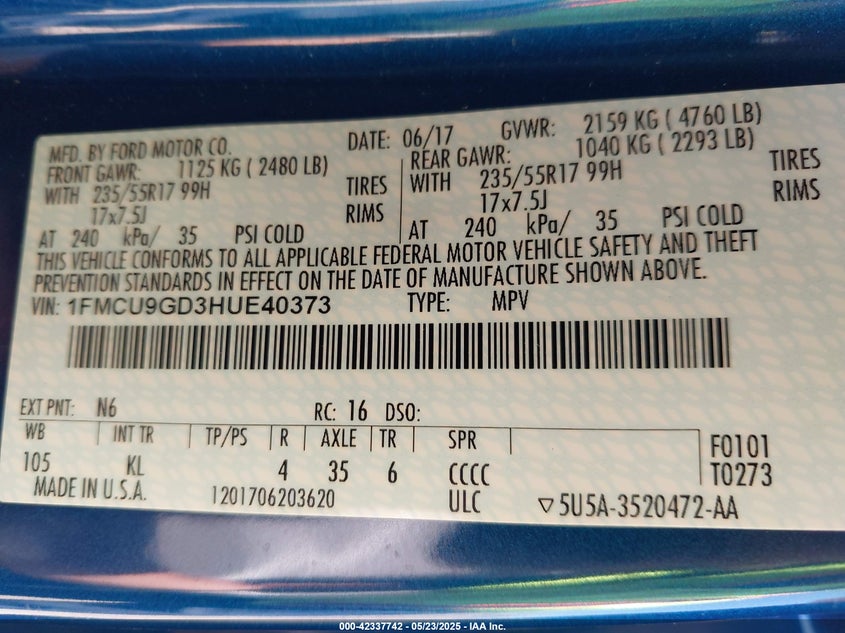 MFD. BY FORD MOTOR CO. DATE: 06/17 GVWR: 2159 KG ( 4760 LB)
FRONT GAWR: 1125 KG ( 2480 LB) REAR GAWR: 1040 KG ( 2293 LB)
WITH 235/55R17 99H TIRES WITH 235/55R17 99H TIRES
17x7.5J RIMS 17x7.5J RIMS
AT 240 kPa/ 35 PSI COLD AT 240 kPa/ 35 PSI COLD
THIS VEHICLE CONFORMS TO ALL APPLICABLE FEDERAL MOTOR VEHICLE SAFETY AND THEFT
PREVENTION STANDARDS IN EFFECT ON THE DATE OF MANUFACTURE SHOWN ABOVE.
VIN: 1FMCU9GD3HUE40373 TYPE: MPV
EXT PNT: N6 RC: 16 DSO:
WB INT TR TP/PS R AXLE TR SPR F0101
105 KL 4 35 6 CCCC T0273
MADE IN U.S.A. 1201706203620 ULC ▽5U5A-3520472-AA
000-42337742 - 05/23/2025 - IAA Inc.